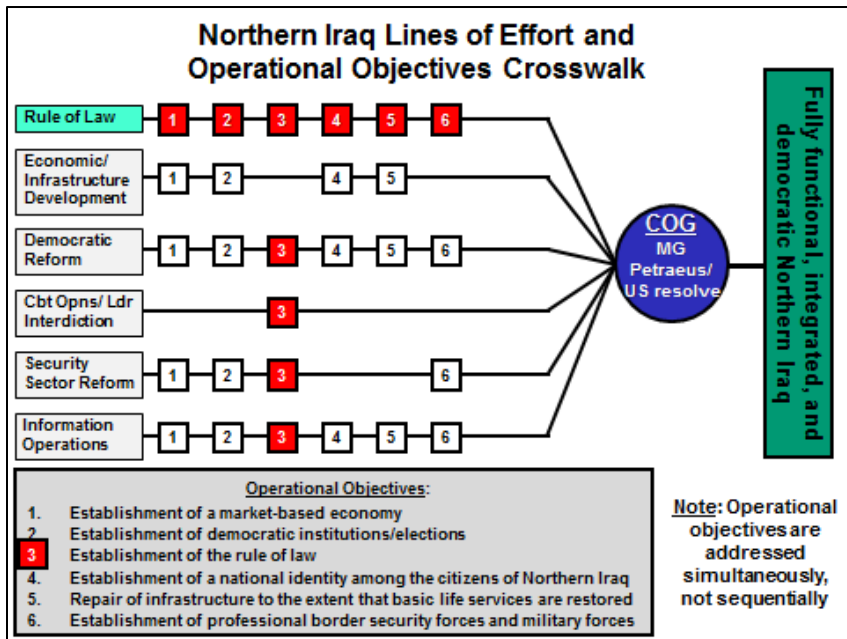 Northern Iraq Lines of Effort and
Operational Objectives Crosswalk
Rule of Law
1 2 3 4 5 6
Economic/
Infrastructure
Development
1 2 4 5
Democratic
Reform
1 2 3 4 5 6
Cbt Opns/ Ldr
Interdiction
3
Security
Sector Reform
1 2 3 6
Information
Operations
1 2 3 4 5 6
COG
MG
Petraeus/
US resolve
Fully functional, integrated, and
democratic Northern Iraq
Operational Objectives:
1. Establishment of a market-based economy
2 Establishment of democratic institutions/elections
3 Establishment of the rule of law
4. Establishment of a national identity among the citizens of Northern Iraq
5. Repair of infrastructure to the extent that basic life services are restored
6. Establishment of professional border security forces and military forces
Note: Operational
objectives are
addressed
simultaneously,
not sequentially